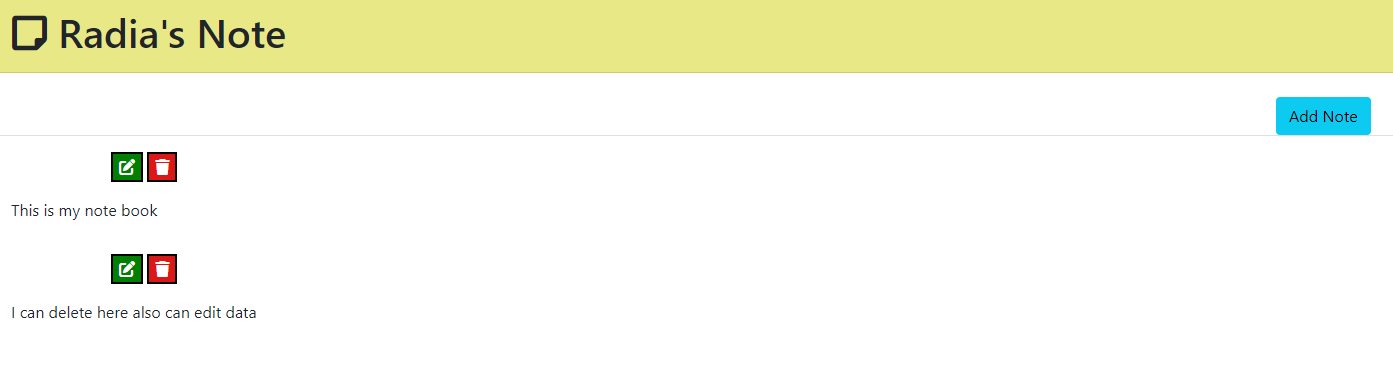 Radia's Note
Add Note
This is my note book
I can delete here also can edit data